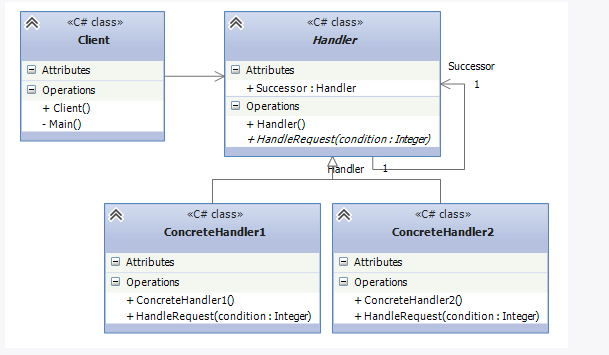 «C# class»
Client
Attributes
Operations
+ Client()
- Main()
«C# class»
Handler
Attributes
+ Successor : Handler
Operations
+ Handler()
+ HandleRequest(condition : Integer)
Successor
1
Handler
1
«C# class»
ConcreteHandler1
Attributes
Operations
+ ConcreteHandler1()
+ HandleRequest(condition : Integer)
«C# class»
ConcreteHandler2
Attributes
Operations
+ ConcreteHandler2()
+ HandleRequest(condition : Integer)